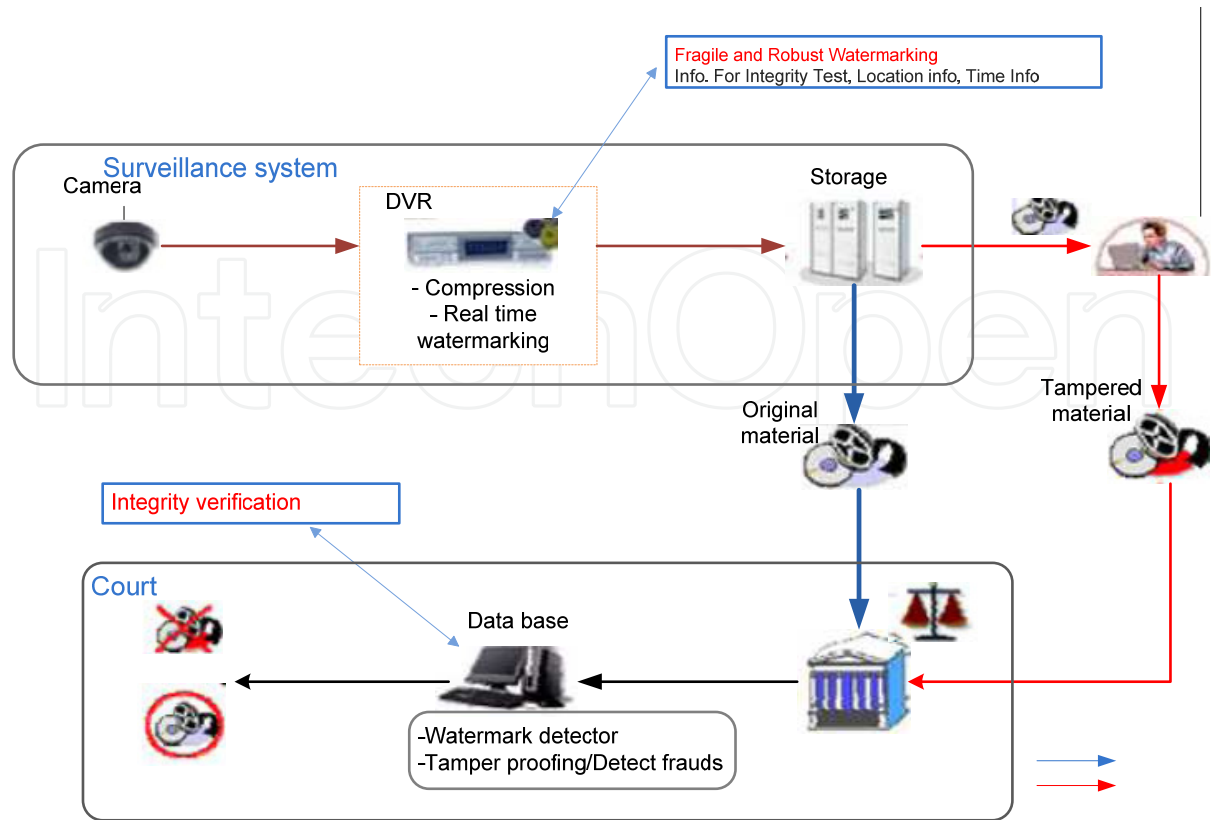 Fragile and Robust Watermarking
Info. For Integrity Test, Location info, Time Info
Surveillance system
Camera
DVR
Storage
- Compression
- Real time
watermarking
IntechOpen
Original
material
Tampered
material
Integrity verification
Court
Data base
-Watermark detector
-Tamper proofing/Detect frauds